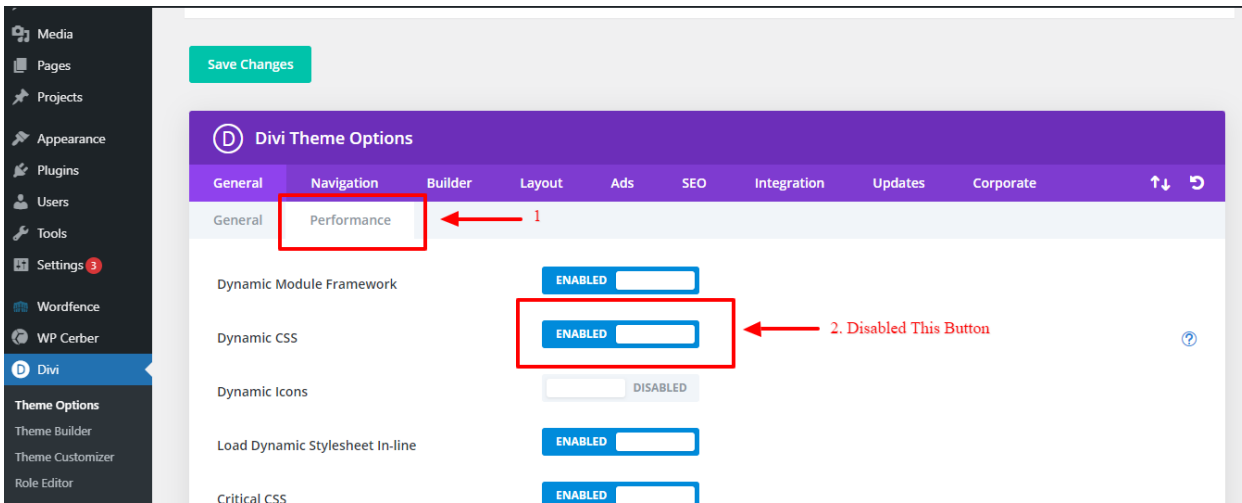 Media
Pages
Projects
Appearance
Plugins
Users
Tools
Settings 3
Wordfence
WP Cerber
D Divi
Theme Options
Theme Builder
Theme Customizer
Role Editor
Save Changes
D Divi Theme Options
General Navigation Builder Layout Ads SEO Integration Updates Corporate
General Performance 1
Dynamic Module Framework ENABLED
Dynamic CSS ENABLED 2. Disabled This Button ?
Dynamic Icons DISABLED
Load Dynamic Stylesheet In-line ENABLED
Critical CSS ENABLED